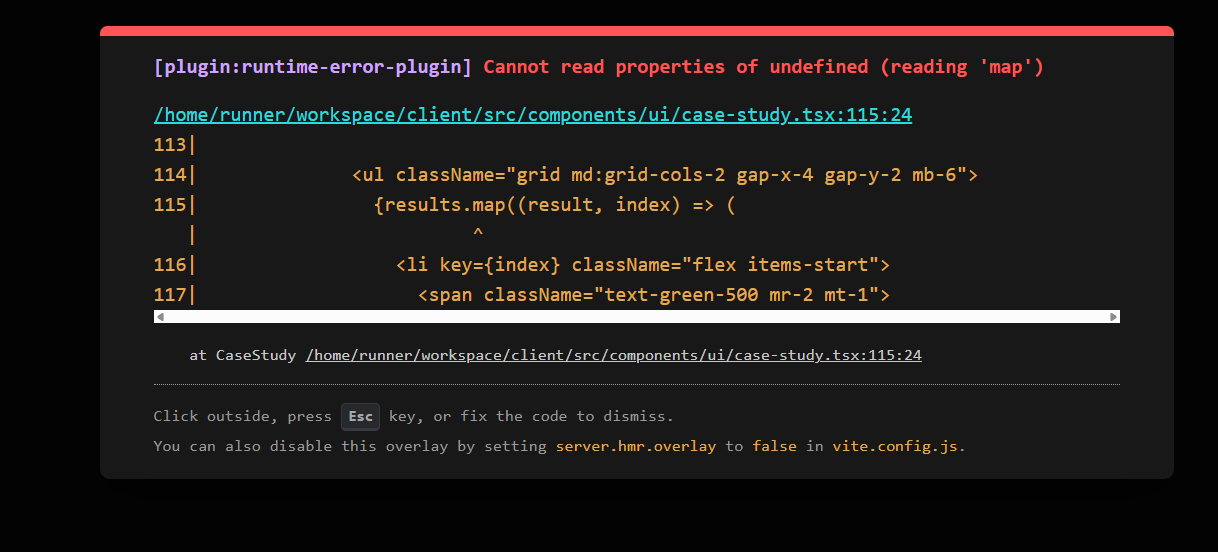 [plugin:runtime-error-plugin] Cannot read properties of undefined (reading 'map')
/home/runner/workspace/client/src/components/ui/case-study.tsx:115:24
113|
114|              <ul className="grid md:grid-cols-2 gap-x-4 gap-y-2 mb-6">
115|                {results.map((result, index) => (
   |                         ^
116|                  <li key={index} className="flex items-start">
117|                    <span className="text-green-500 mr-2 mt-1">
at CaseStudy /home/runner/workspace/client/src/components/ui/case-study.tsx:115:24
Click outside, press Esc key, or fix the code to dismiss.
You can also disable this overlay by setting server.hmr.overlay to false in vite.config.js.